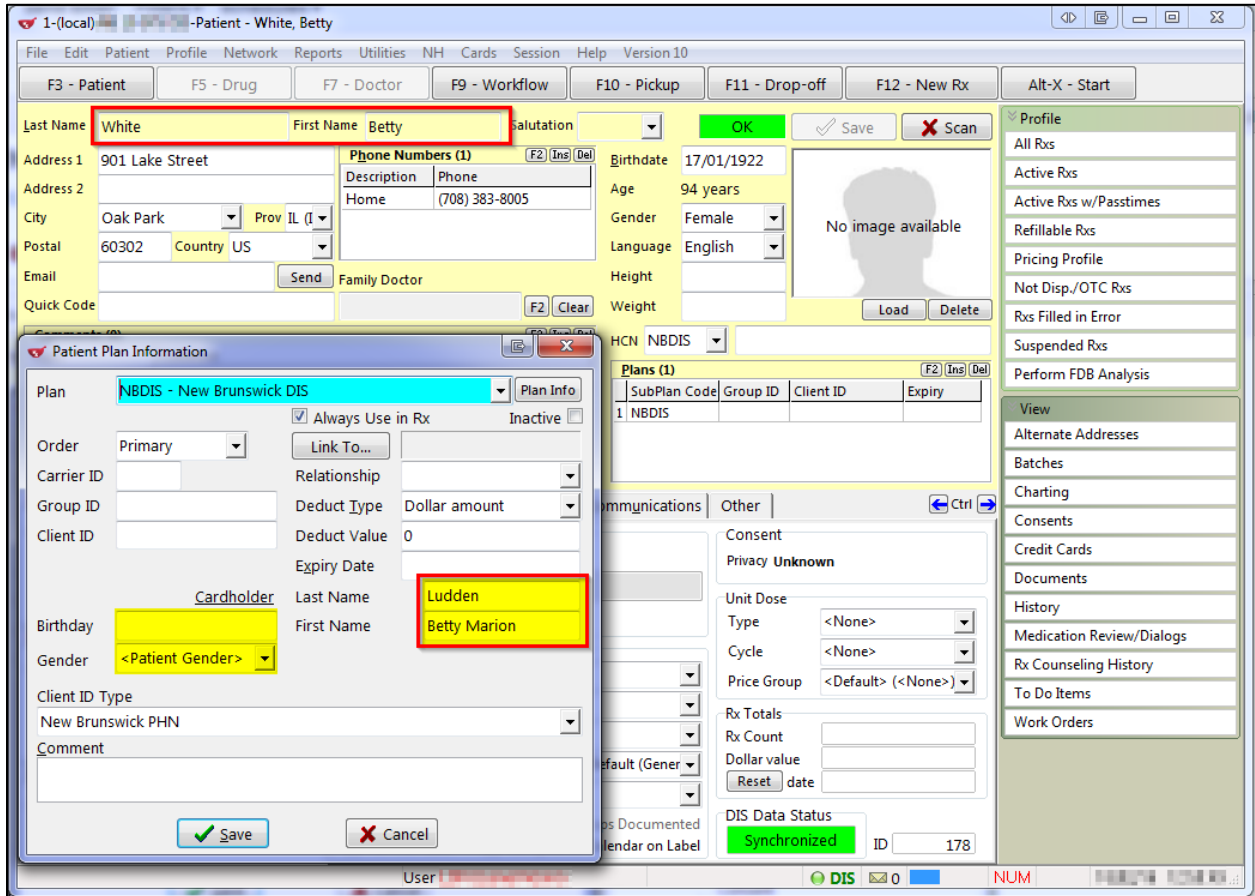 1-(local) -Patient - White, Betty
File Edit Patient Profile Network Reports Utilities NH Cards Session Help Version 10
F3 - Patient F5 - Drug F7 - Doctor F9 - Workflow F10 - Pickup F11 - Drop-off F12 - New Rx Alt-X - Start
Last Name White First Name Betty Salutation OK Save Scan
Address 1 901 Lake Street
Address 2
City Oak Park Prov IL (I
Postal 60302 Country US
Email Send
Quick Code
Phone Numbers (1) F2 Ins Del
Description Phone
Home (708) 383-8005
Family Doctor
F2 Clear
Birthdate 17/01/1922
Age 94 years
Gender Female
Language English
Height
Weight
No image available
Load Delete
HCN NBDIS
Plans (1) F2 Ins Del
SubPlan Code Group ID Client ID Expiry
1 NBDIS
Patient Plan Information
Plan NBDIS - New Brunswick DIS Plan Info
Always Use in Rx Inactive
Order Primary Link To...
Carrier ID Relationship
Group ID Deduct Type Dollar amount
Client ID Deduct Value 0
Expiry Date
Cardholder Last Name Ludden
Birthday First Name Betty Marion
Gender <Patient Gender>
Client ID Type
New Brunswick PHN
Comment
Save Cancel
Other Ctrl
Consent
Privacy Unknown
Unit Dose
Type <None>
Cycle <None>
Price Group <Default> (<None>)
Rx Totals
Rx Count
Dollar value
Reset date
Documented
on Label
DIS Data Status
Synchronized ID 178
Profile
All Rxs
Active Rxs
Active Rxs w/Passtimes
Refillable Rxs
Pricing Profile
Not Disp./OTC Rxs
Rxs Filled in Error
Suspended Rxs
Perform FDB Analysis
View
Alternate Addresses
Batches
Charting
Consents
Credit Cards
Documents
History
Medication Review/Dialogs
Rx Counseling History
To Do Items
Work Orders
User DIS 0 NUM